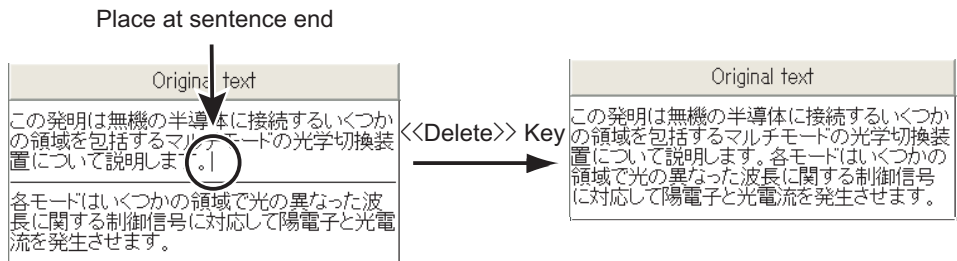 Place at sentence end
Original text
この発明は無機の半導体に接続するいくつか
の領域を包括するマルチモードの光学切換装
置について説明します。
各モードはいくつかの領域で光の異なった波
長に関する制御信号に対応して陽電子と光電
流を発生させます。
<<Delete>> Key
Original text
この発明は無機の半導体に接続するいくつか
の領域を包括するマルチモードの光学切換装
置について説明します。各モードはいくつかの
領域で光の異なった波長に関する制御信号
に対応して陽電子と光電流を発生させます。